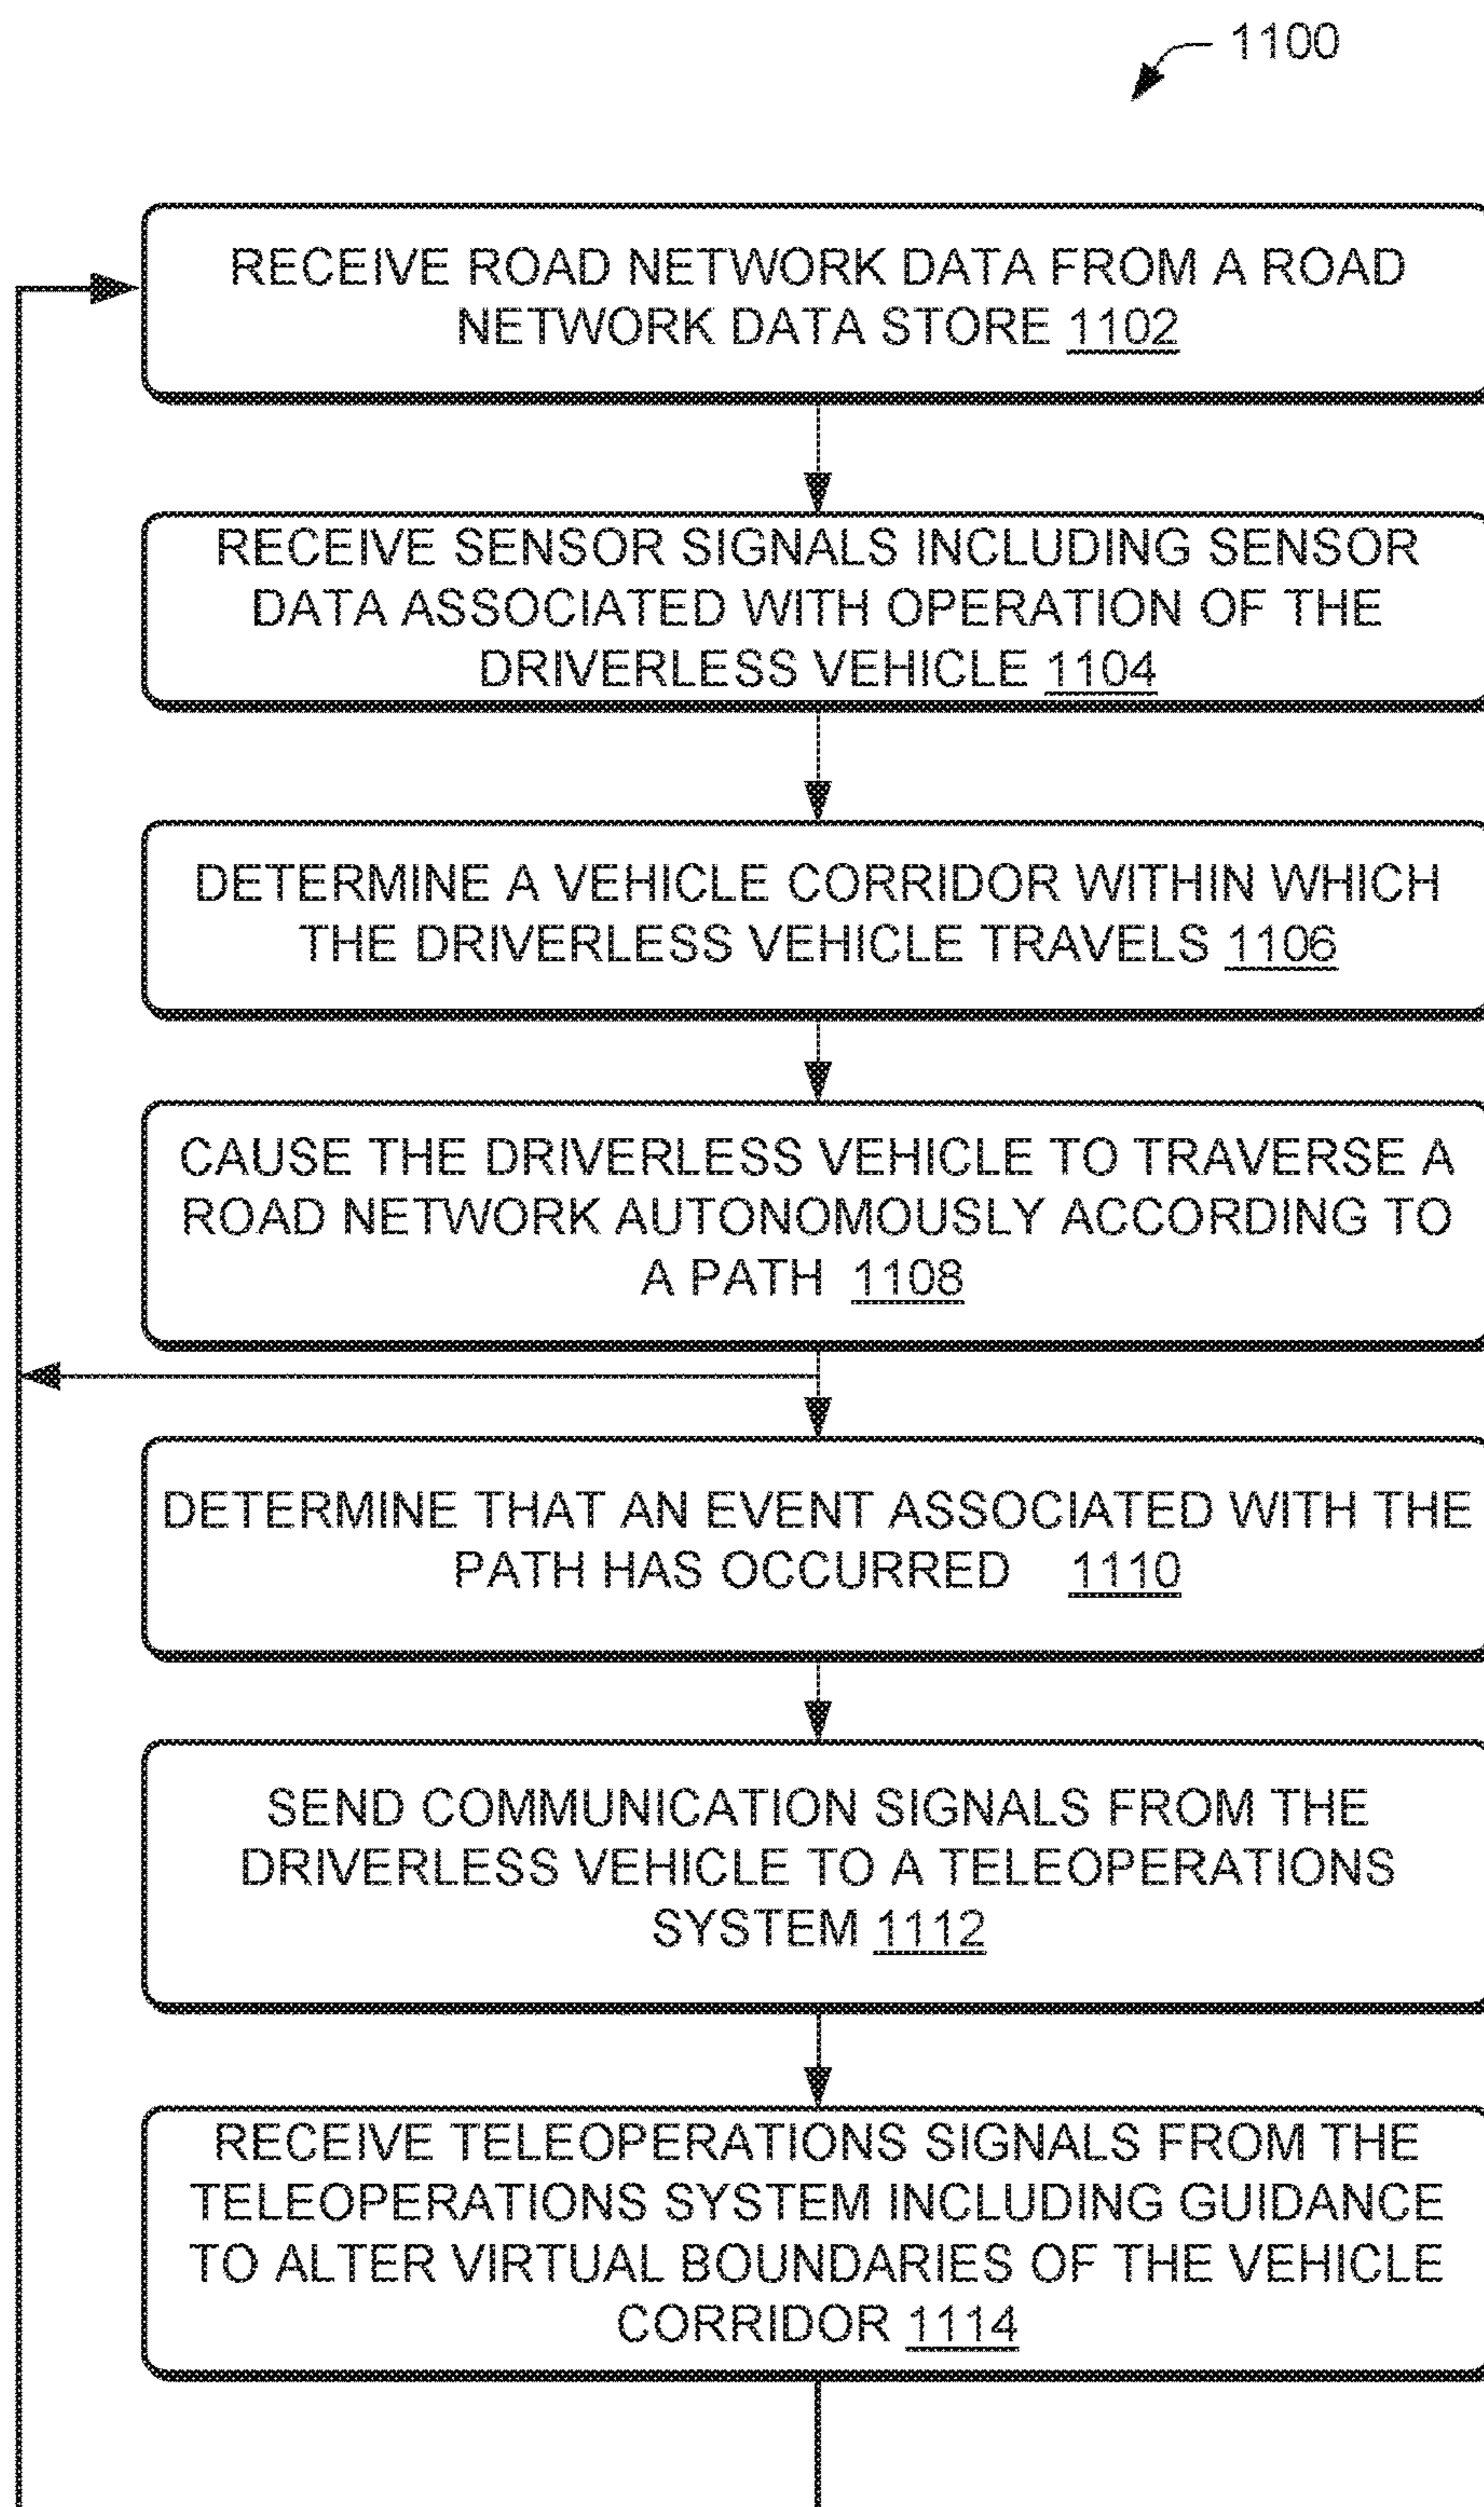 1100
RECEIVE ROAD NETWORK DATA FROM A ROAD
NETWORK DATA STORE 1102
RECEIVE SENSOR SIGNALS INCLUDING SENSOR
DATA ASSOCIATED WITH OPERATION OF THE
DRIVERLESS VEHICLE 1104
DETERMINE A VEHICLE CORRIDOR WITHIN WHICH
THE DRIVERLESS VEHICLE TRAVELS 1106
CAUSE THE DRIVERLESS VEHICLE TO TRAVERSE A
ROAD NETWORK AUTONOMOUSLY ACCORDING TO
A PATH 1108
DETERMINE THAT AN EVENT ASSOCIATED WITH THE
PATH HAS OCCURRED 1110
SEND COMMUNICATION SIGNALS FROM THE
DRIVERLESS VEHICLE TO A TELEOPERATIONS
SYSTEM 1112
RECEIVE TELEOPERATIONS SIGNALS FROM THE
TELEOPERATIONS SYSTEM INCLUDING GUIDANCE
TO ALTER VIRTUAL BOUNDARIES OF THE VEHICLE
CORRIDOR 1114